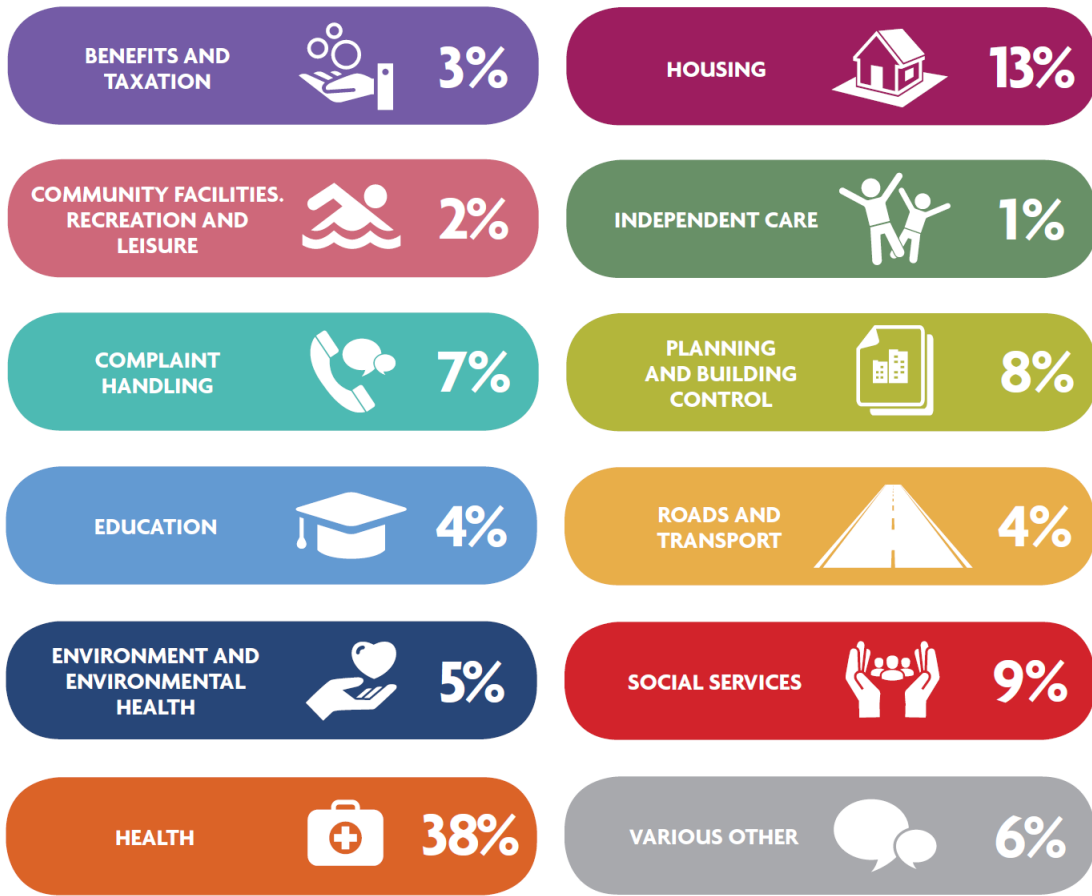 BENEFITS AND
TAXATION
3%
HOUSING
13%
COMMUNITY FACILITIES.
RECREATION AND
LEISURE
2%
INDEPENDENT CARE
1%
COMPLAINT
HANDLING
7%
PLANNING
AND BUILDING
CONTROL
8%
EDUCATION
4%
ROADS AND
TRANSPORT
4%
ENVIRONMENT AND
ENVIRONMENTAL
HEALTH
5%
SOCIAL SERVICES
9%
HEALTH
38%
VARIOUS OTHER
6%